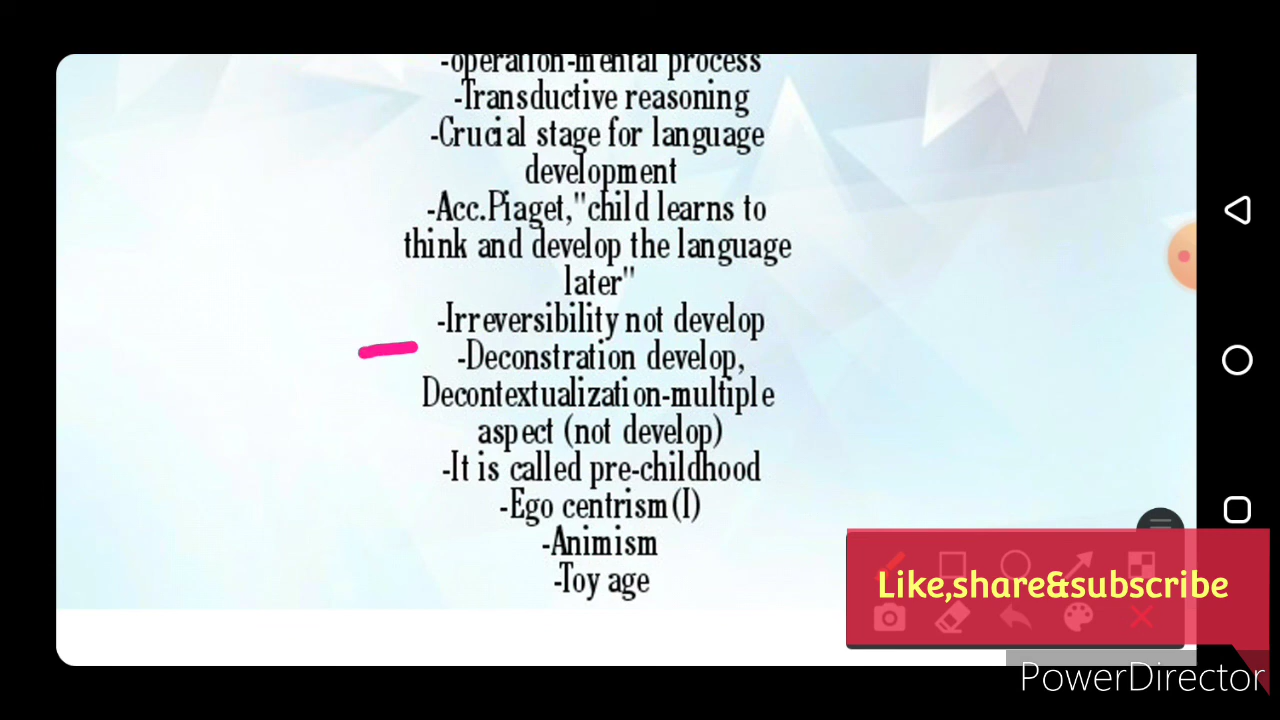 -operation-mental process
-Transductive reasoning
-Crucial stage for language
development
-Acc.Piaget,"child learns to
think and develop the language
later"
-Irreversibility not develop
-Deconstration develop,
Decontextualization-multiple
aspect (not develop)
-It is called pre-childhood
-Ego centrism(I)
-Animism
-Toy age
Like,share&subscribe
PowerDirector